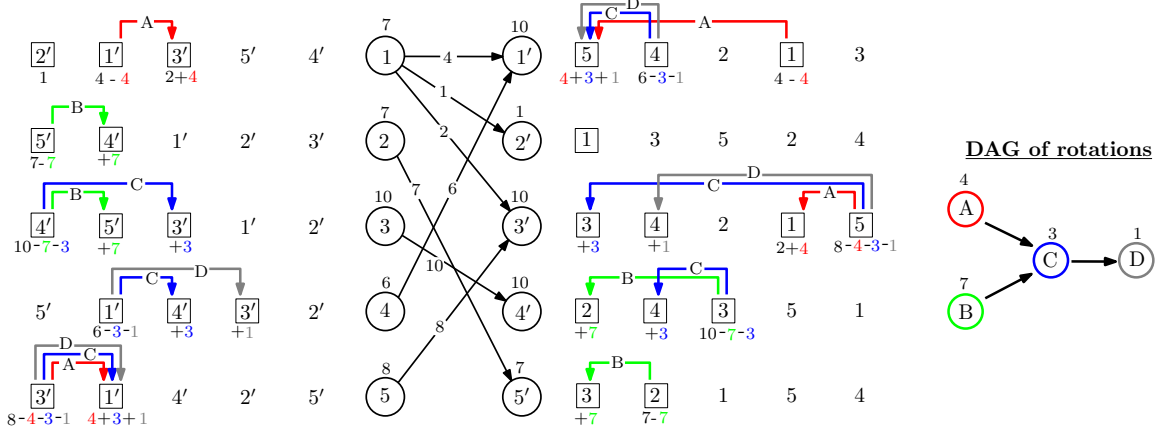 D
A C A
7 10
2′ 1′ 3′ 5′ 4′ 1 4 1′ 5 4 2 1 3
1 4 - 4 2+4 4+3+1 6-3-1 4 - 4
1
B 7 1
5′ 4′ 1′ 2′ 3′ 2 2 2′ 1 3 5 2 4
7-7 +7 DAG of rotations
7 6
C D
B 10 10 C A 4
4′ 5′ 3′ 1′ 2′ 3 3′ 3 4 2 1 5 A
10-7-3 +7 +3 +3 +1 2+4 8-4-3-1
10 3 1
C D
D C
C 6 10 B 7
5′ 1′ 4′ 3′ 2′ 4 4′ 2 4 3 5 1 B
6-3-1 +3 +1 +7 +3 10-7-3
8
D
C
A 8 7 B
3′ 1′ 4′ 2′ 5′ 5 5′ 3 2 1 5 4
8-4-3-1 4+3+1 +7 7-7